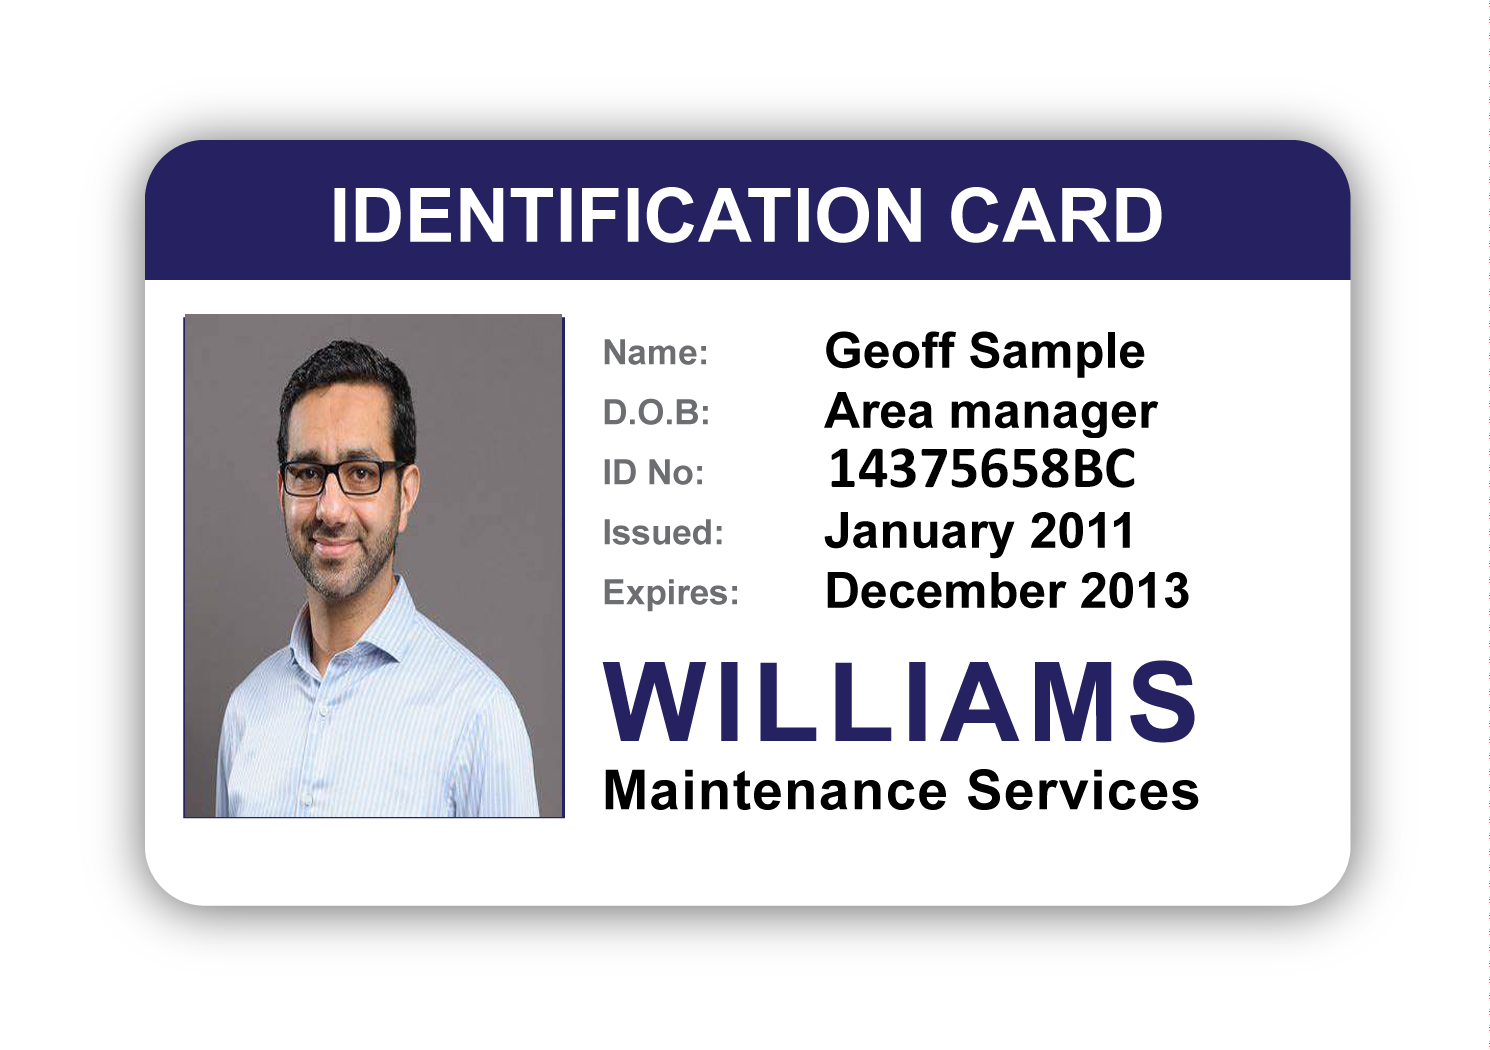 IDENTIFICATION CARD
Name: Geoff Sample
D.O.B: Area manager
ID No: 14375658BC
Issued: January 2011
Expires: December 2013
WILLIAMS
Maintenance Services